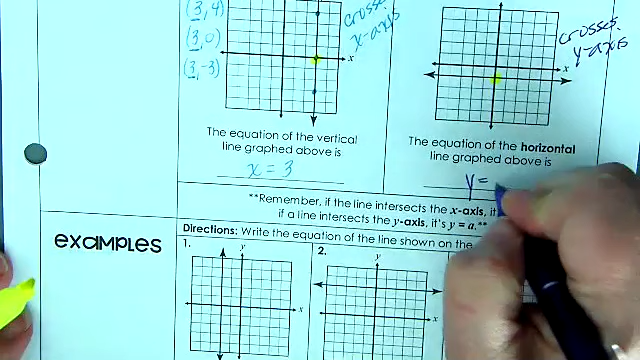 (3, 4)
(3, 0)
(3, -3)
crosses
x-axis
x
The equation of the vertical
line graphed above is
x = 3
crosses
y-axis
x
The equation of the horizontal
line graphed above is
y =
**Remember, if the line intersects the x-axis, it
if a line intersects the y-axis, it's y = a.**
examples
Directions: Write the equation of the line shown on the
1.
y
x
2.
y
x